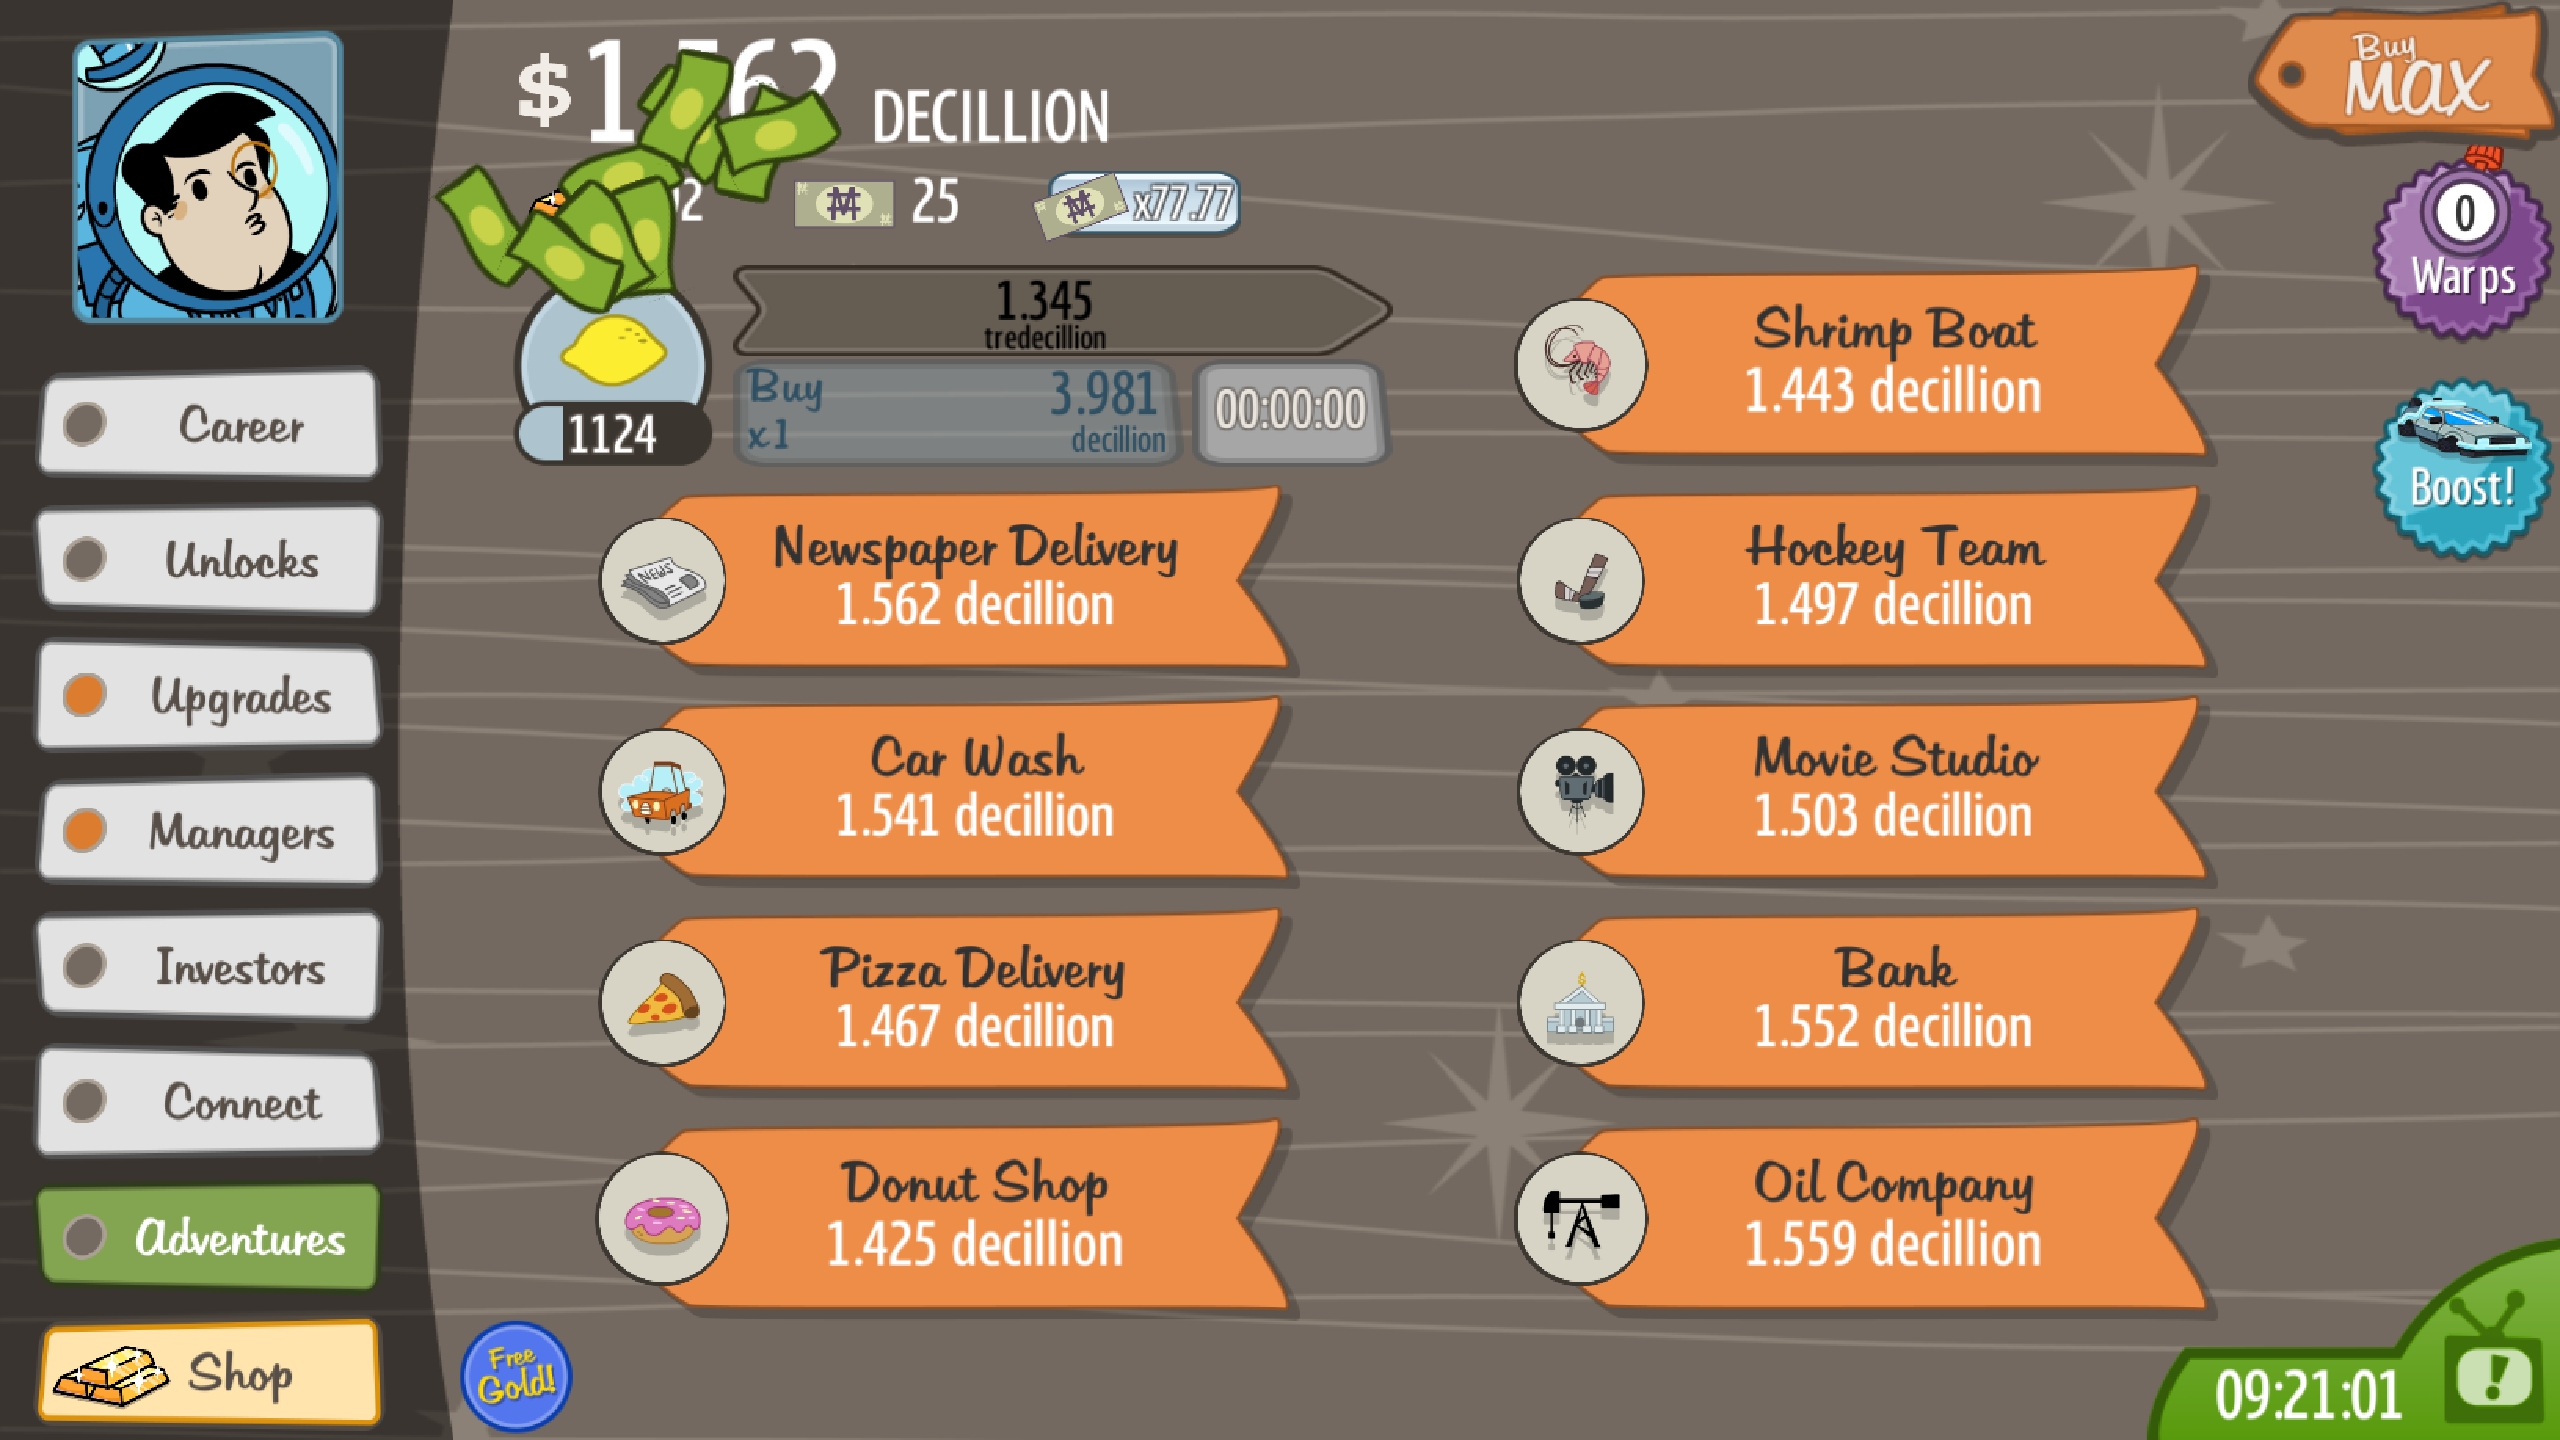 $1 62 DECILLION
2 25 x77.77
Buy
MAX
0
Warps
Boost!
Career
Unlocks
Upgrades
Managers
Investors
Connect
Adventures
Shop
1.345
tredecillion
1124
Buy
x1
3.981
decillion
00:00:00
NEWS
Newspaper Delivery
1.562 decillion
Car Wash
1.541 decillion
Pizza Delivery
1.467 decillion
Donut Shop
1.425 decillion
Shrimp Boat
1.443 decillion
Hockey Team
1.497 decillion
Movie Studio
1.503 decillion
Bank
1.552 decillion
Oil Company
1.559 decillion
Free
Gold!
09:21:01
!